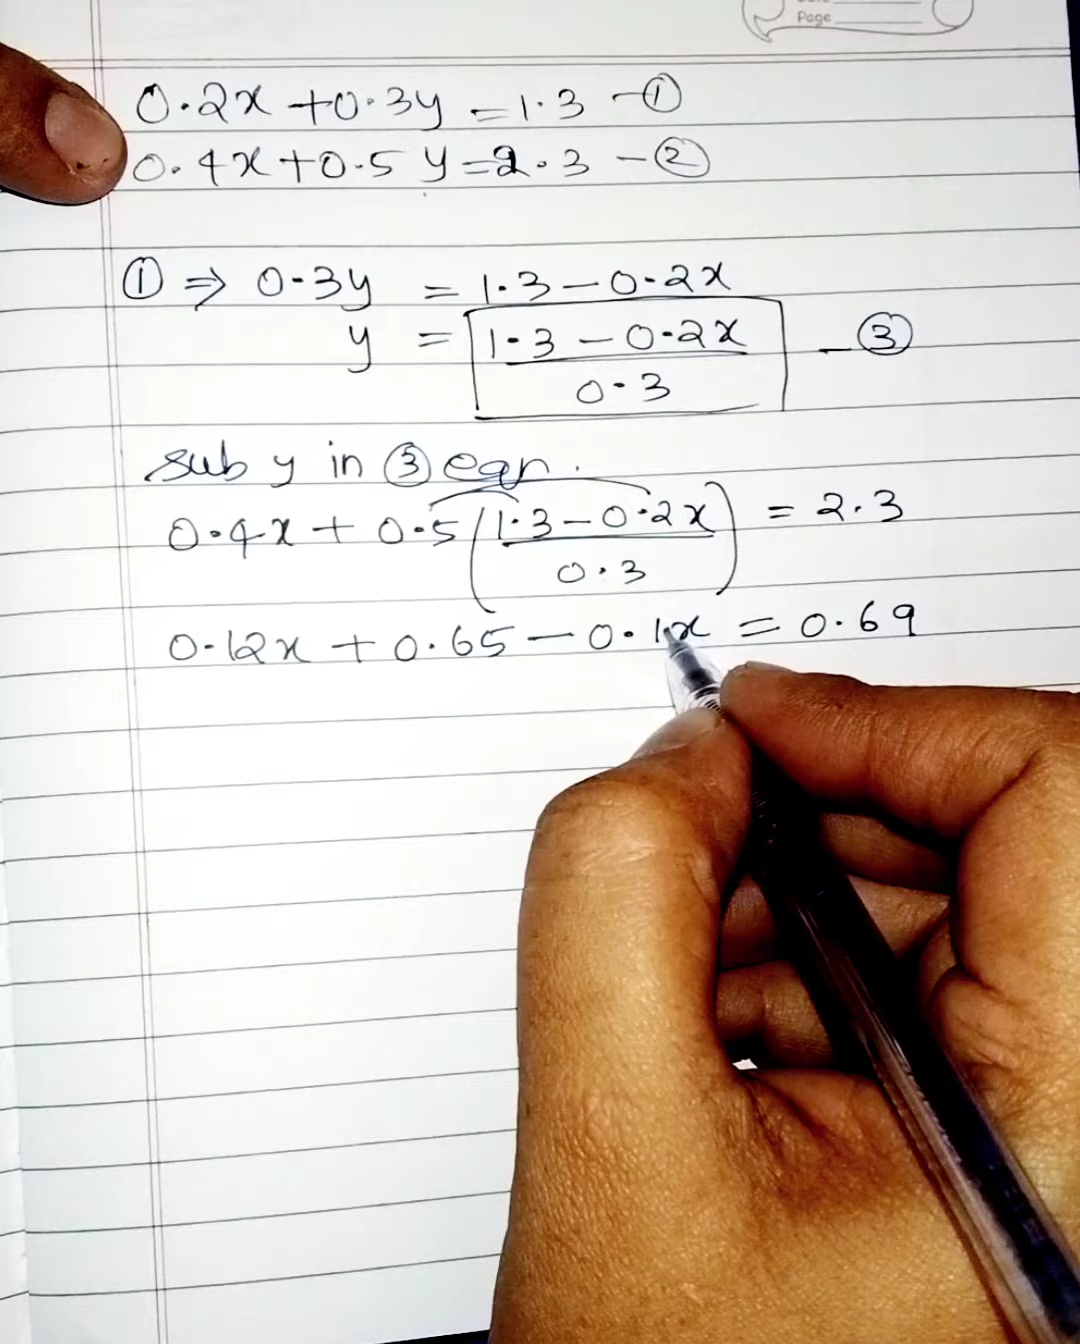 Page
0.2x + 0.3y = 1.3 - ①
0.4x + 0.5y = 2.3 - ②
① ⇒ 0.3y = 1.3 - 0.2x
y = 1.3 - 0.2x / 0.3 - ③
sub y in ③ eqn.
0.4x + 0.5(1.3 - 0.2x / 0.3) = 2.3
0.12x + 0.65 - 0.1x = 0.69